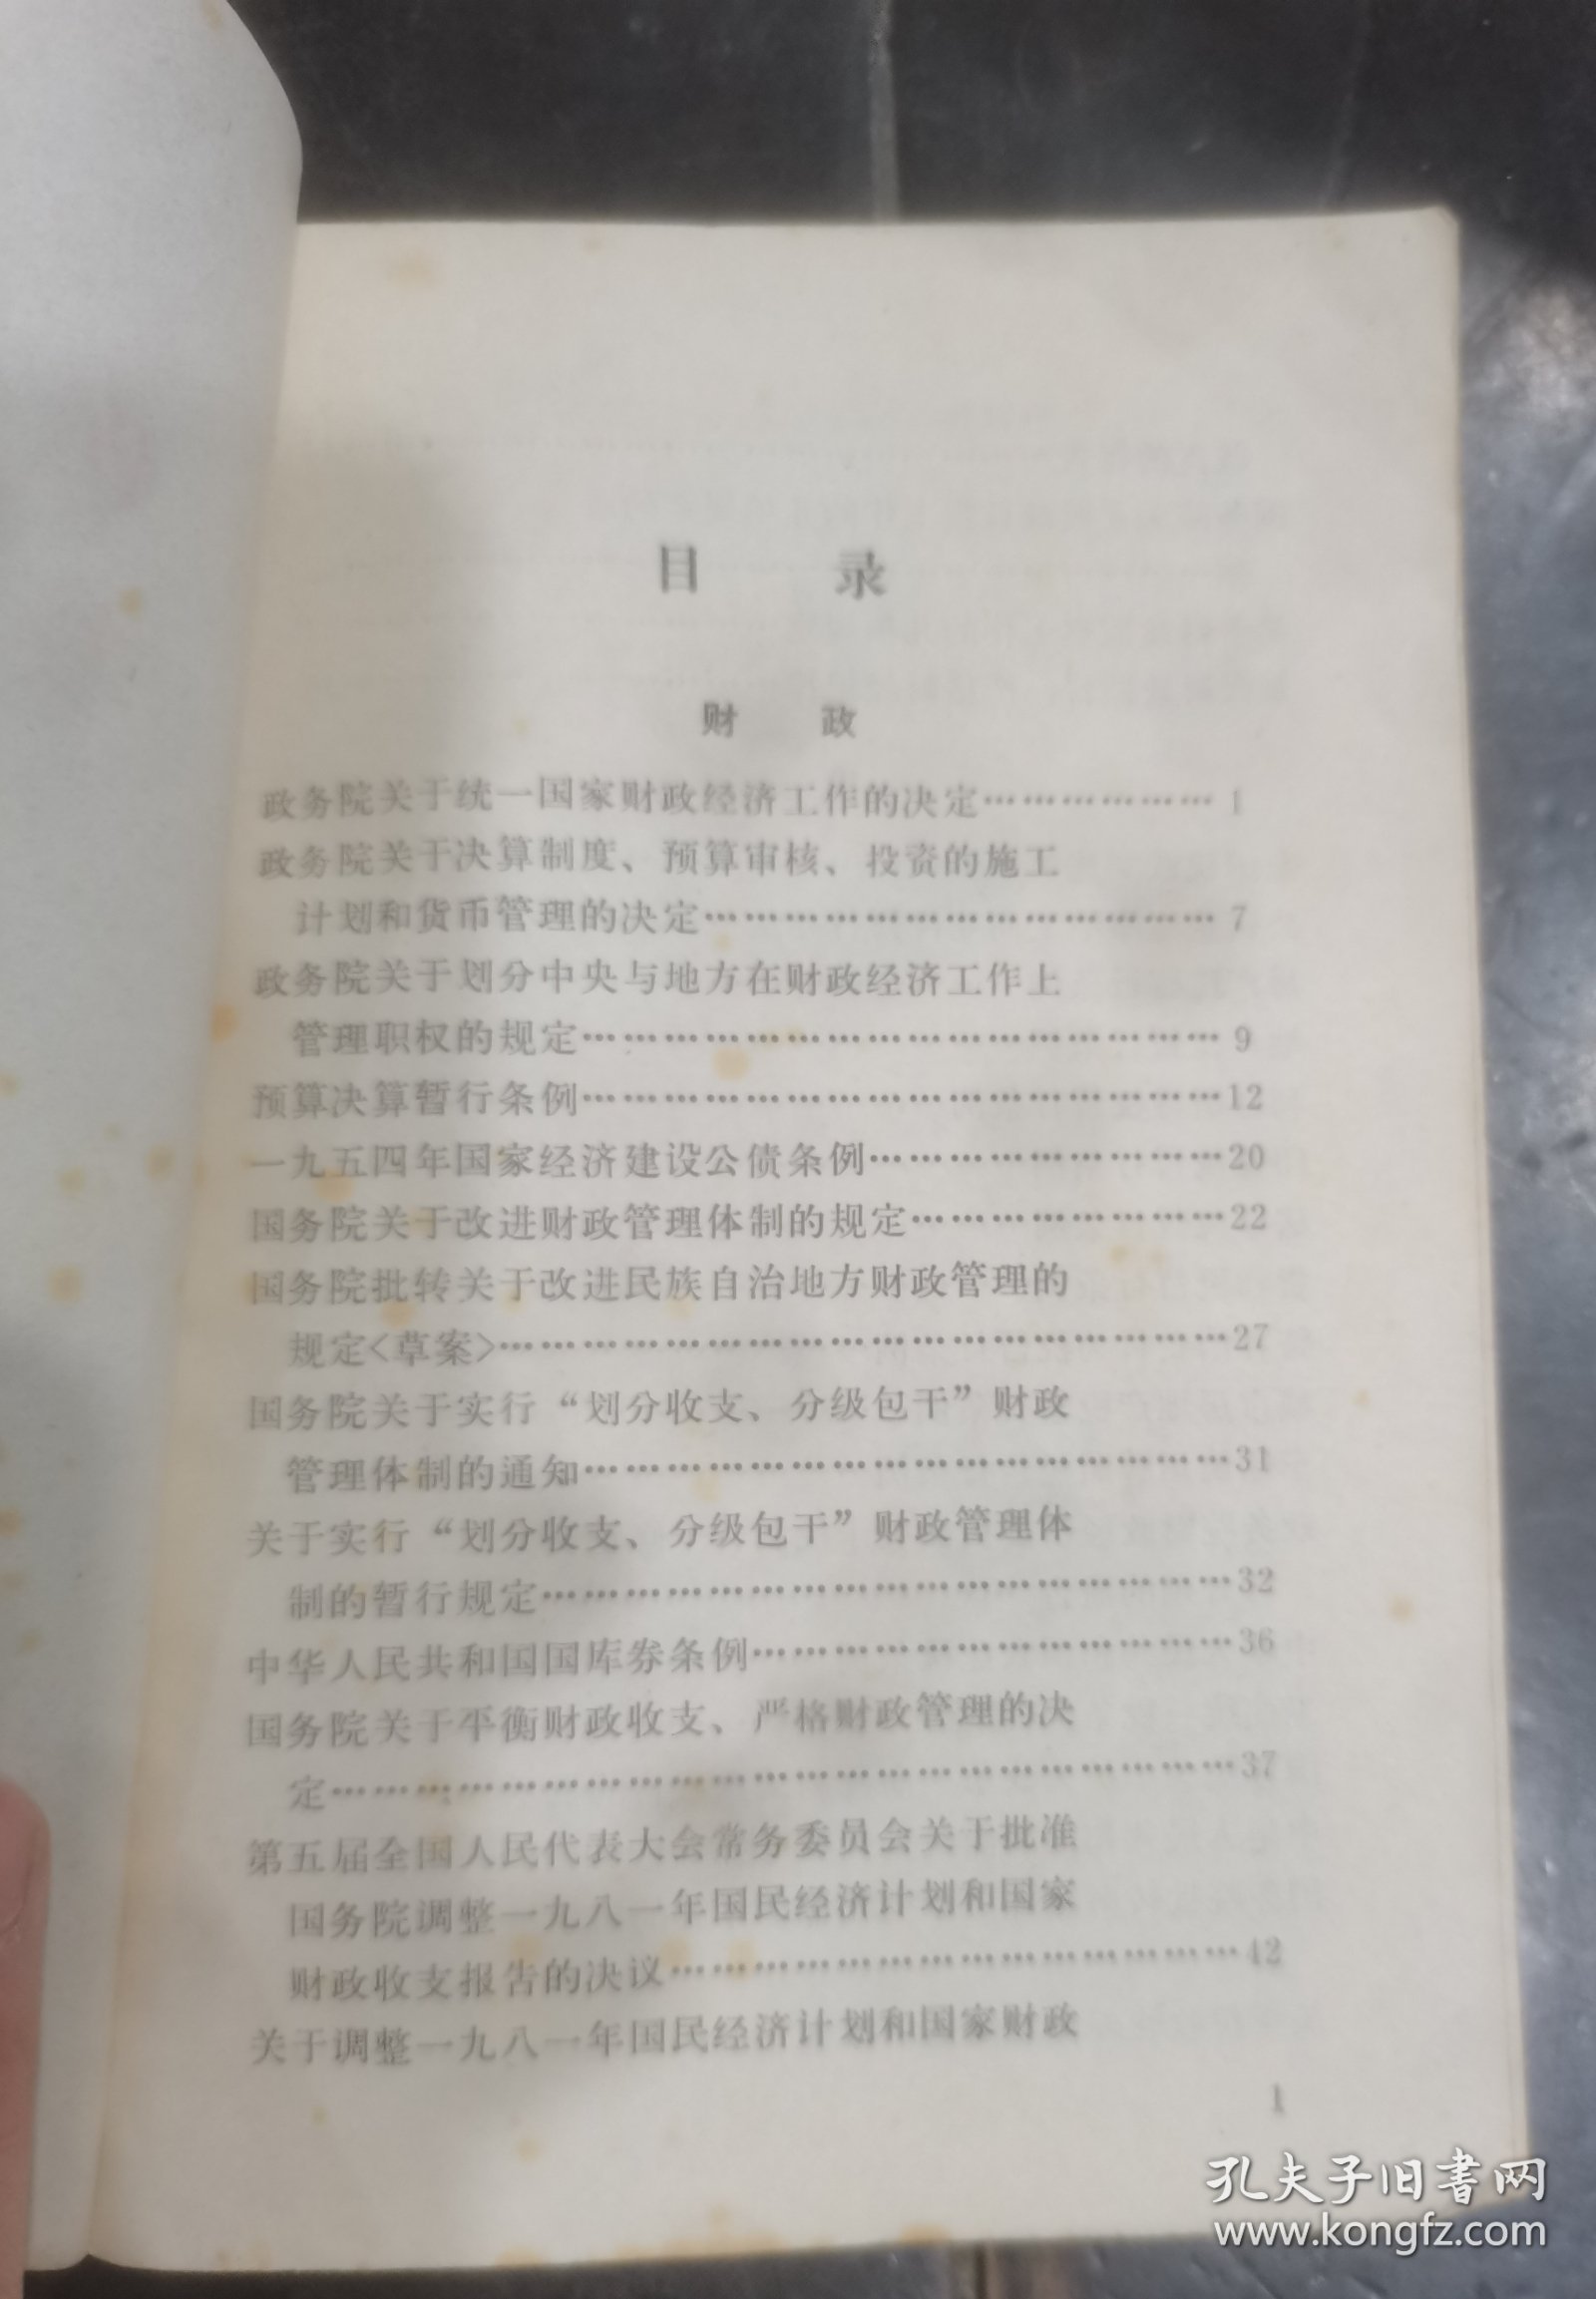 目 录
财 政
政务院关于统一国家财政经济工作的决定………………… 1
政务院关于决算制度、预算审核、投资的施工
计划和货币管理的决定…………………………………… 7
政务院关于划分中央与地方在财政经济工作上
管理职权的规定……………………………………………… 9
预算决算暂行条例………………………………………………12
一九五四年国家经济建设公债条例…………………………20
国务院关于改进财政管理体制的规定………………………22
国务院批转关于改进民族自治地方财政管理的
规定<草案>……………………………………………………27
国务院关于实行“划分收支、分级包干”财政
管理体制的通知………………………………………………31
关于实行“划分收支、分级包干”财政管理体
制的暂行规定…………………………………………………32
中华人民共和国国库券条例…………………………………36
国务院关于平衡财政收支、严格财政管理的决
定…………………………………………………………………37
第五届全国人民代表大会常务委员会关于批准
国务院调整一九八一年国民经济计划和国家
财政收支报告的决议…………………………………………42
关于调整一九八一年国民经济计划和国家财政
1
孔夫子旧书网
www.kongfz.com